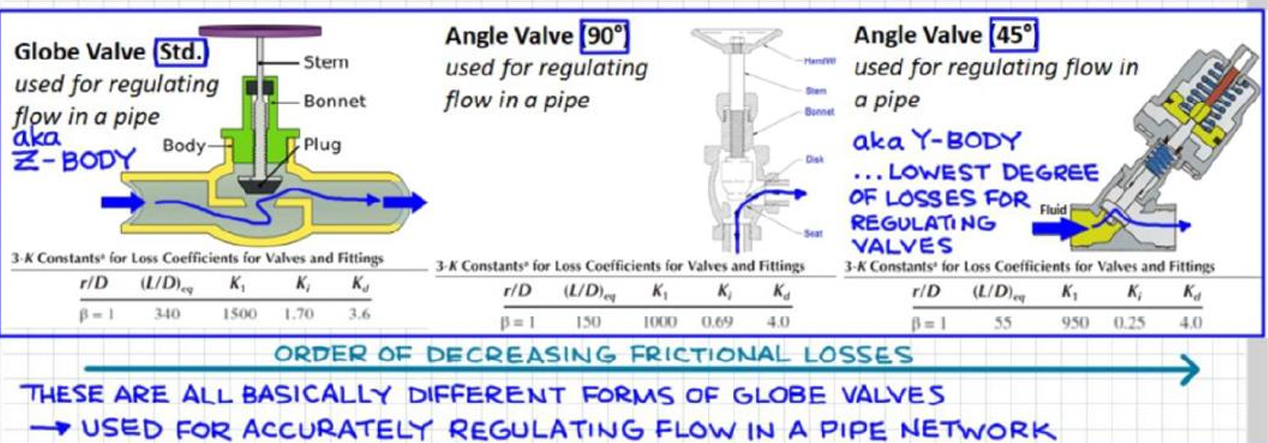 Globe Valve (Std.)
used for regulating
flow in a pipe
aka
Z-BODY
Stem
Bonnet
Body
Plug
3-K Constantsᵃ for Loss Coefficients for Valves and Fittings
r/D (L/D)eq K₁ Kᵢ Kd
β = 1 340 1500 1.70 3.6
Angle Valve (90°)
used for regulating
flow in a pipe
Stem
Bonnet
Disk
Seat
3-K Constantsᵃ for Loss Coefficients for Valves and Fittings
r/D (L/D)eq K₁ Kᵢ Kd
β = 1 150 1000 0.69 4.0
Angle Valve (45°)
used for regulating flow in
a pipe
aka Y-BODY
...LOWEST DEGREE
OF LOSSES FOR
REGULATING
VALVES
Fluid
3-K Constantsᵃ for Loss Coefficients for Valves and Fittings
r/D (L/D)eq K₁ Kᵢ Kd
β = 1 55 950 0.25 4.0
ORDER OF DECREASING FRICTIONAL LOSSES
THESE ARE ALL BASICALLY DIFFERENT FORMS OF GLOBE VALVES
→ USED FOR ACCURATELY REGULATING FLOW IN A PIPE NETWORK